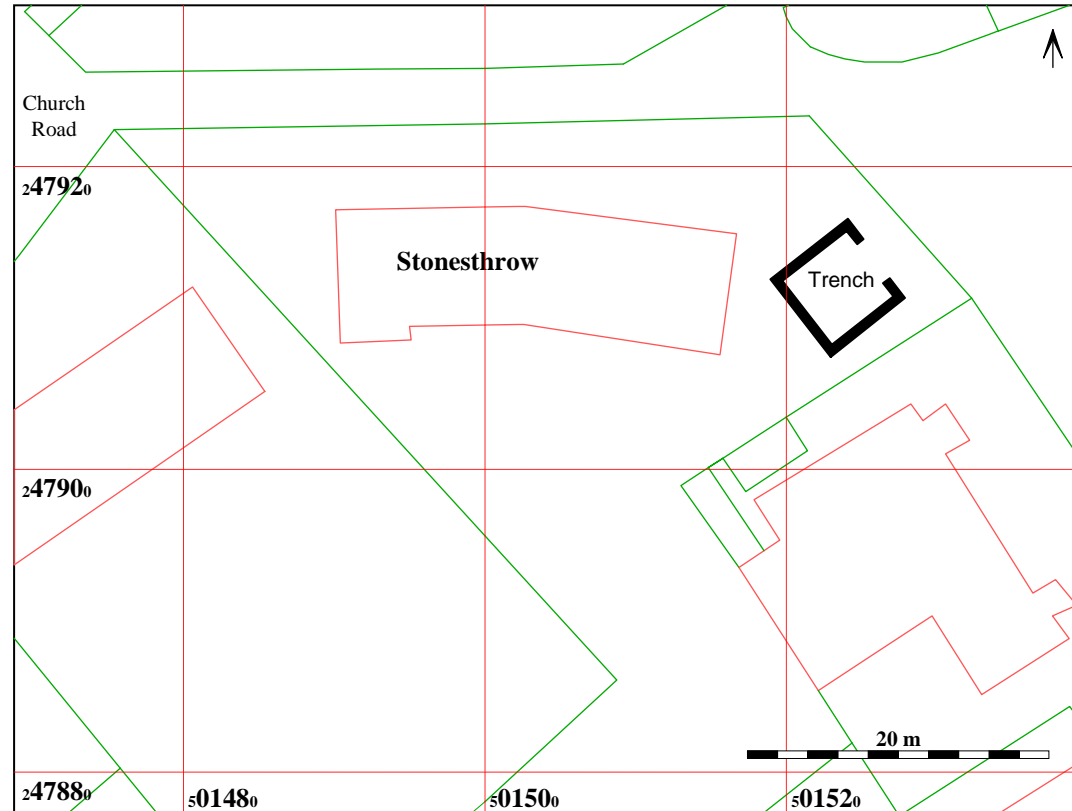 Church
Road
₂4792₀
Stonesthrow
Trench
₂4790₀
20 m
₂4788₀
₅0148₀
₅0150₀
₅0152₀